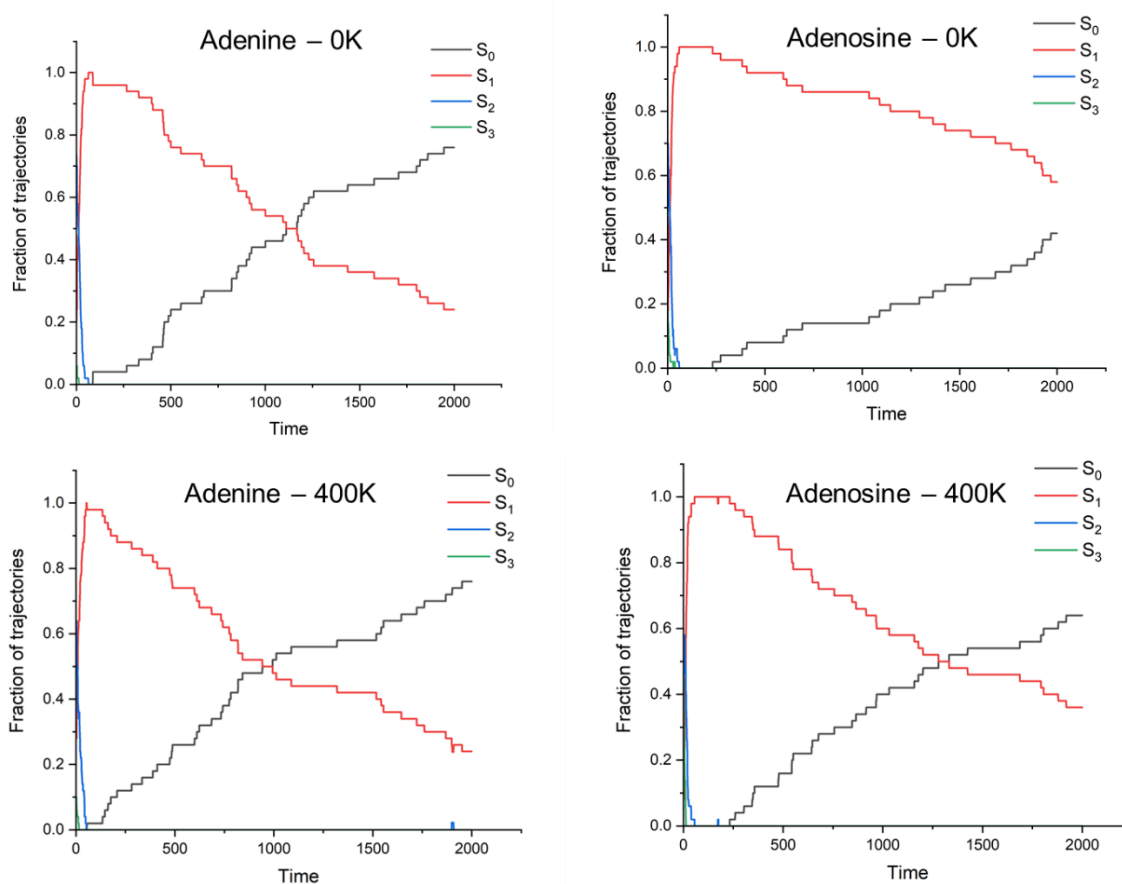 Adenine – 0K
S0
S1
S2
S3
Fraction of trajectories
1.0
0.8
0.6
0.4
0.2
0.0
0
500
1000
1500
2000
Time
Adenosine – 0K
S0
S1
S2
S3
Fraction of trajectories
1.0
0.8
0.6
0.4
0.2
0.0
0
500
1000
1500
2000
Time
Adenine – 400K
S0
S1
S2
S3
Fraction of trajectories
1.0
0.8
0.6
0.4
0.2
0.0
0
500
1000
1500
2000
Time
Adenosine – 400K
S0
S1
S2
S3
Fraction of trajectories
1.0
0.8
0.6
0.4
0.2
0.0
0
500
1000
1500
2000
Time